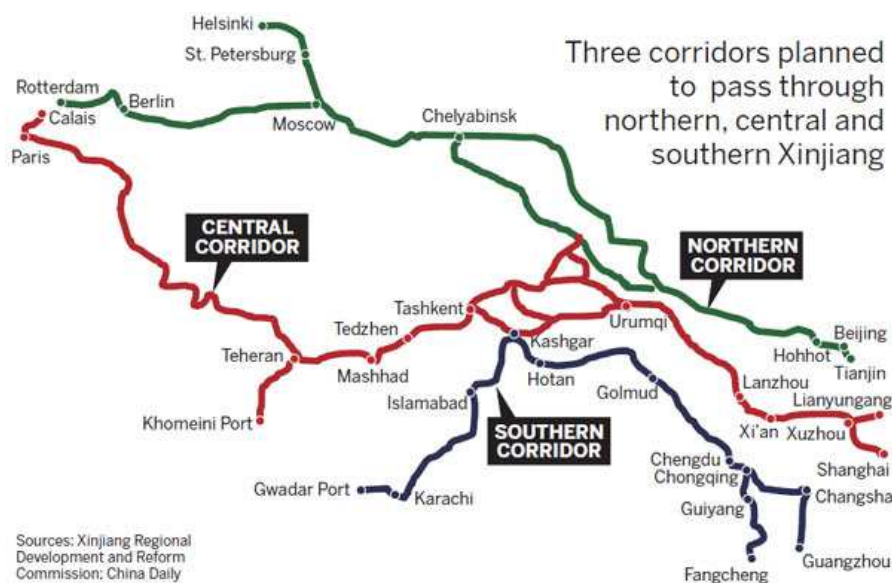 Three corridors planned
to pass through
northern, central and
southern Xinjiang
Helsinki
St. Petersburg
Rotterdam
Calais
Berlin
Moscow
Chelyabinsk
Paris
CENTRAL
CORRIDOR
NORTHERN
CORRIDOR
Tashkent
Tedzhen
Urumqi
Kashgar
Beijing
Hohhot
Tianjin
Teheran
Mashhad
Hotan
Golmud
Lanzhou
Lianyungang
Khomeini Port
Islamabad
SOUTHERN
CORRIDOR
Xi'an
Xuzhou
Shanghai
Gwadar Port
Karachi
Chengdu
Chongqing
Changsha
Guiyang
Fangcheng
Guangzhou
Sources: Xinjiang Regional
Development and Reform
Commission; China Daily